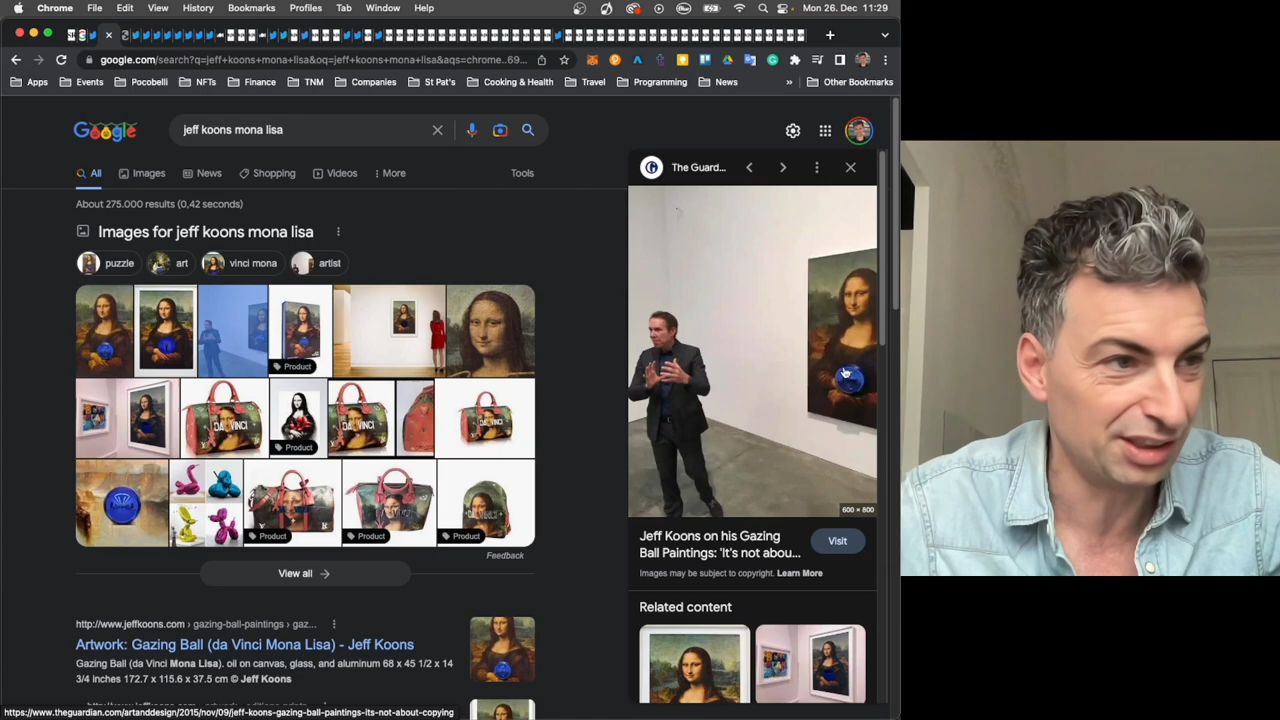 Chrome File Edit View History Bookmarks Profiles Tab Window Help Mon 26. Dec 11:29
google.com/search?q=jeff+koons+mona+lisa&oq=jeff+koons+mona+lisa&aqs=chrome..69...
Apps Events Pocobelli NFTs Finance TNM Companies St Pat's Cooking & Health Travel Programming News » Other Bookmarks
Google
jeff koons mona lisa
All Images News Shopping Videos More Tools
About 275.000 results (0,42 seconds)
Images for jeff koons mona lisa
puzzle art vinci mona artist
Product
DA VINCI DA VINCI DA VINCI
Product
Product Product Product
Feedback
View all
http://www.jeffkoons.com › gazing-ball-paintings › gaz...
Artwork: Gazing Ball (da Vinci Mona Lisa) - Jeff Koons
Gazing Ball (da Vinci Mona Lisa). oil on canvas, glass, and aluminum 68 x 45 1/2 x 14
3/4 inches 172.7 x 115.6 x 37.5 cm © Jeff Koons
The Guard...
600 × 800
Jeff Koons on his Gazing
Ball Paintings: 'It's not abou...
Visit
Images may be subject to copyright. Learn More
Related content
https://www.theguardian.com/artanddesign/2015/nov/09/jeff-koons-gazing-ball-paintings-its-not-about-copying